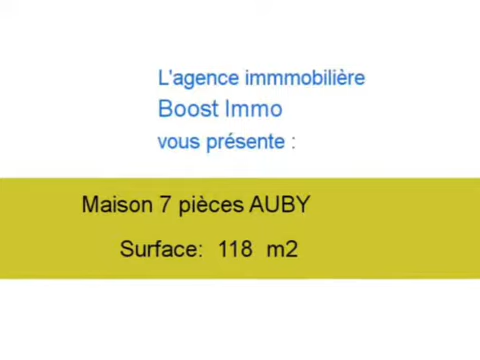 L'agence immmobilière
Boost Immo
vous présente :
Maison 7 pièces AUBY
Surface: 118 m2